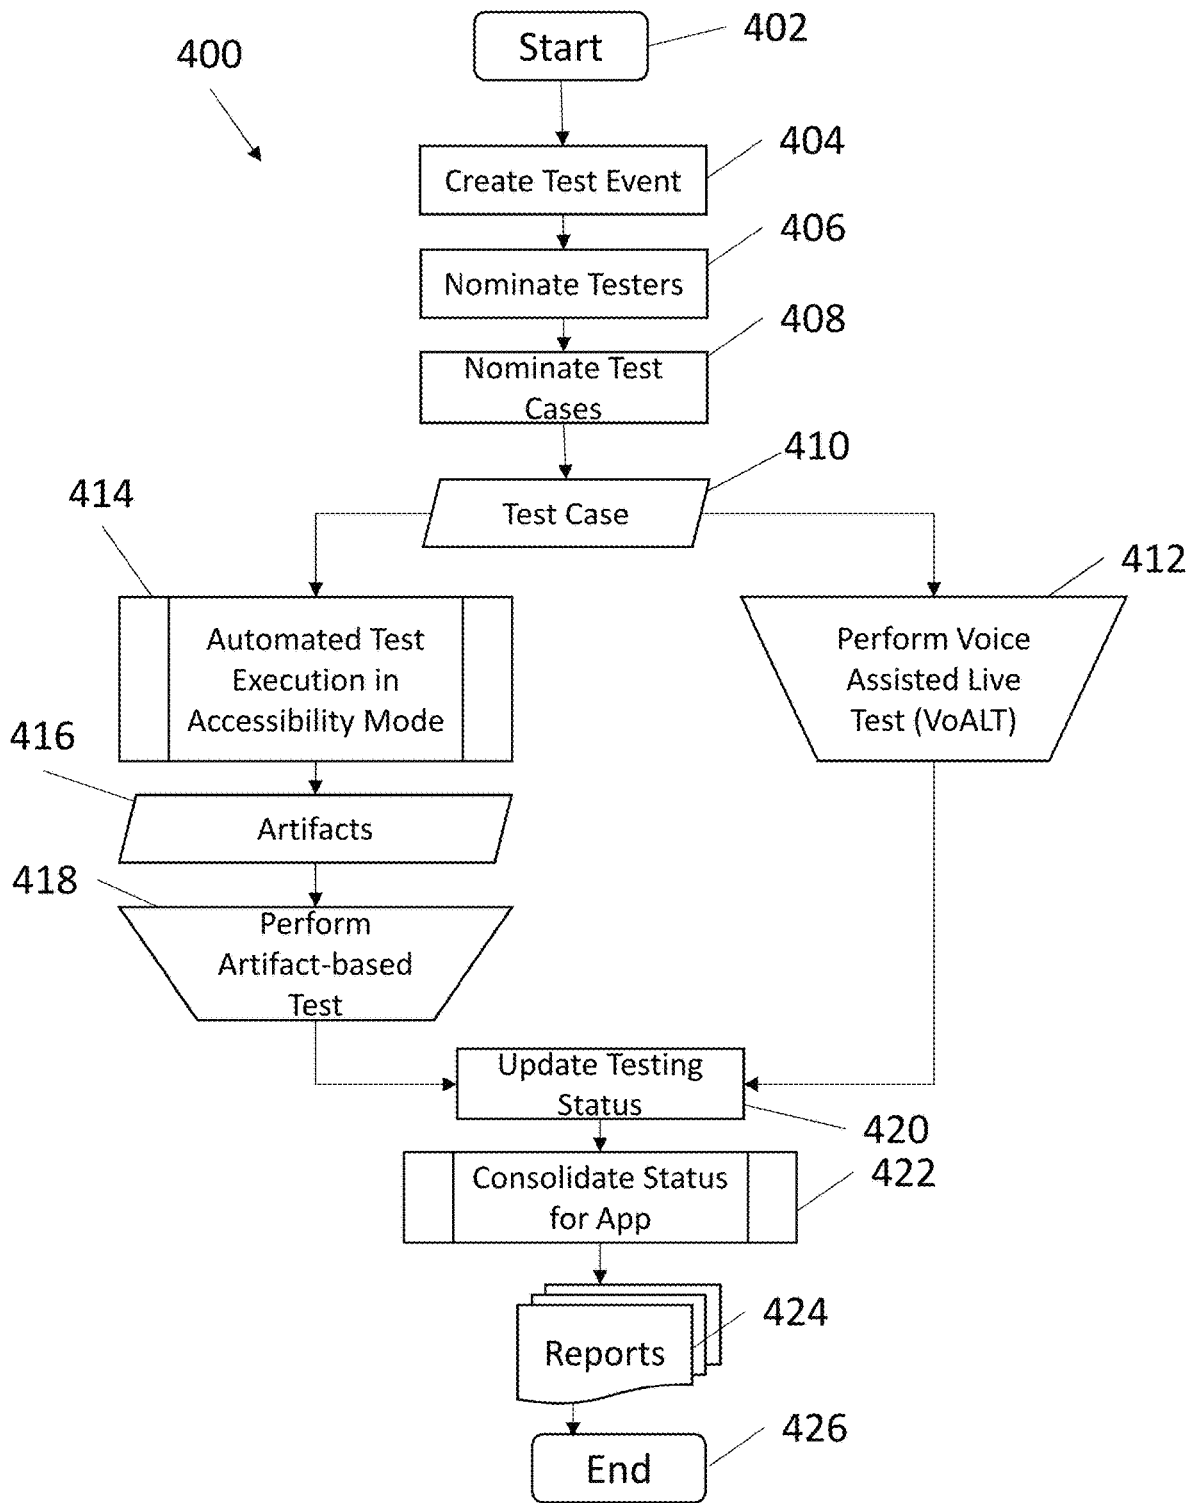 402
Start
400
404
Create Test Event
406
Nominate Testers
408
Nominate Test
Cases
410
Test Case
414
412
Automated Test
Execution in
Accessibility Mode
Perform Voice
Assisted Live
Test (VoALT)
416
Artifacts
418
Perform
Artifact-based
Test
Update Testing
Status
420
Consolidate Status
for App
422
424
Reports
426
End